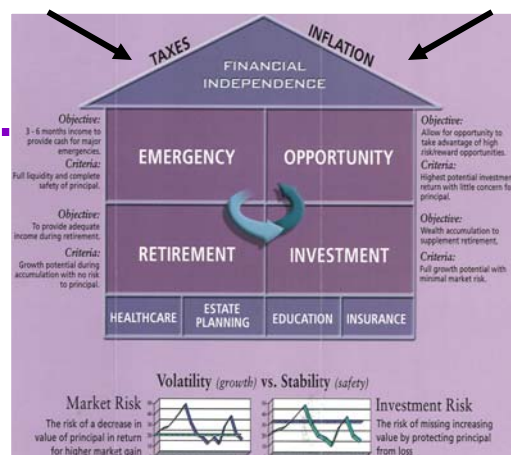 TAXES
INFLATION
FINANCIAL
INDEPENDENCE
Objective:
3 - 6 months income to
provide cash for major
emergencies.
Criteria:
Full liquidity and complete
safety of principal.
EMERGENCY
OPPORTUNITY
Objective:
Allow for opportunity to
take advantage of high
risk/reward opportunities.
Criteria:
Highest potential investment
return with little concern for
principal.
Objective:
To provide adequate
income during retirement.
Criteria:
Growth potential during
accumulation with no risk
to principal.
RETIREMENT
INVESTMENT
Objective:
Wealth accumulation to
supplement retirement.
Criteria:
Full growth potential with
minimal market risk.
HEALTHCARE
ESTATE
PLANNING
EDUCATION
INSURANCE
Volatility (growth) vs. Stability (safety)
Market Risk
The risk of a decrease in
value of principal in return
for higher market gain
Investment Risk
The risk of missing increasing
value by protecting principal
from loss